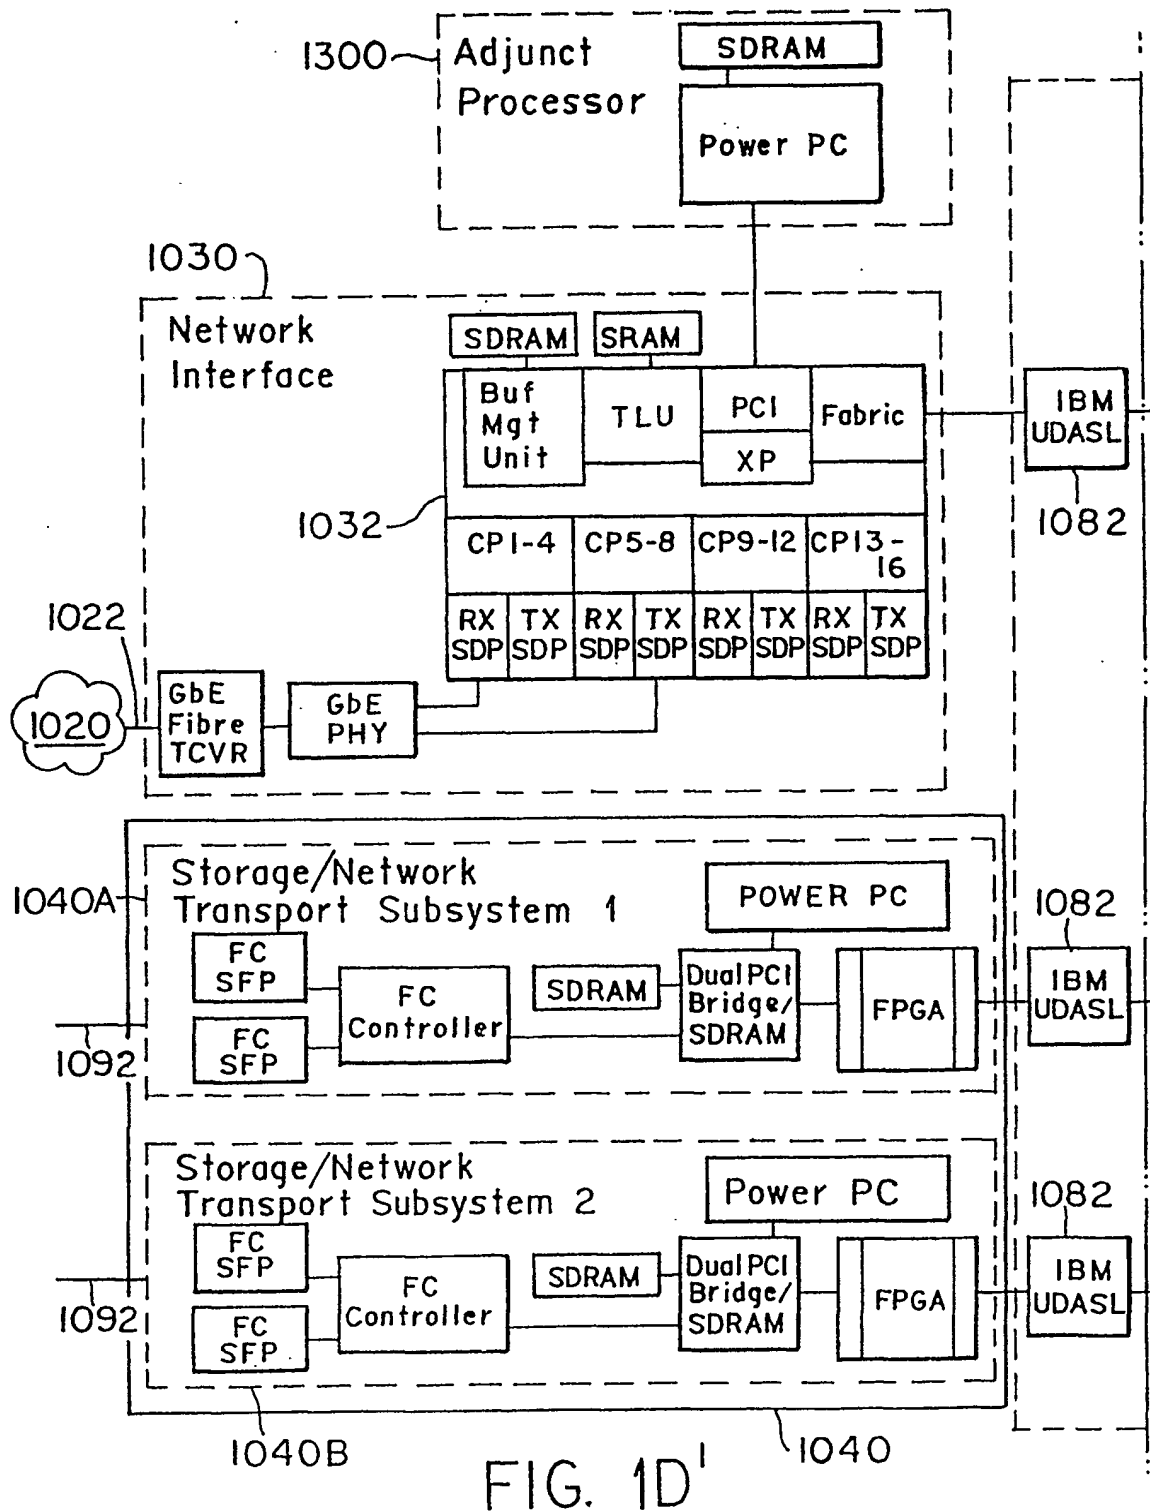 1300
Adjunct
Processor
SDRAM
Power PC
1030
Network
Interface
SDRAM
SRAM
Buf
Mgt
Unit
TLU
PCI
XP
Fabric
IBM
UDASL
1082
1032
CP1-4
CP5-8
CP9-12
CP13-
16
RX
SDP
TX
SDP
RX
SDP
TX
SDP
RX
SDP
TX
SDP
RX
SDP
TX
SDP
1022
1020
GbE
Fibre
TCVR
GbE
PHY
1040A
Storage/Network
Transport Subsystem 1
POWER PC
FC
SFP
FC
SFP
FC
Controller
SDRAM
Dual PCI
Bridge/
SDRAM
FPGA
1082
IBM
UDASL
1092
Storage/Network
Transport Subsystem 2
Power PC
FC
SFP
FC
SFP
FC
Controller
SDRAM
Dual PCI
Bridge/
SDRAM
FPGA
1082
IBM
UDASL
1092
1040B
1040
FIG. 1D'